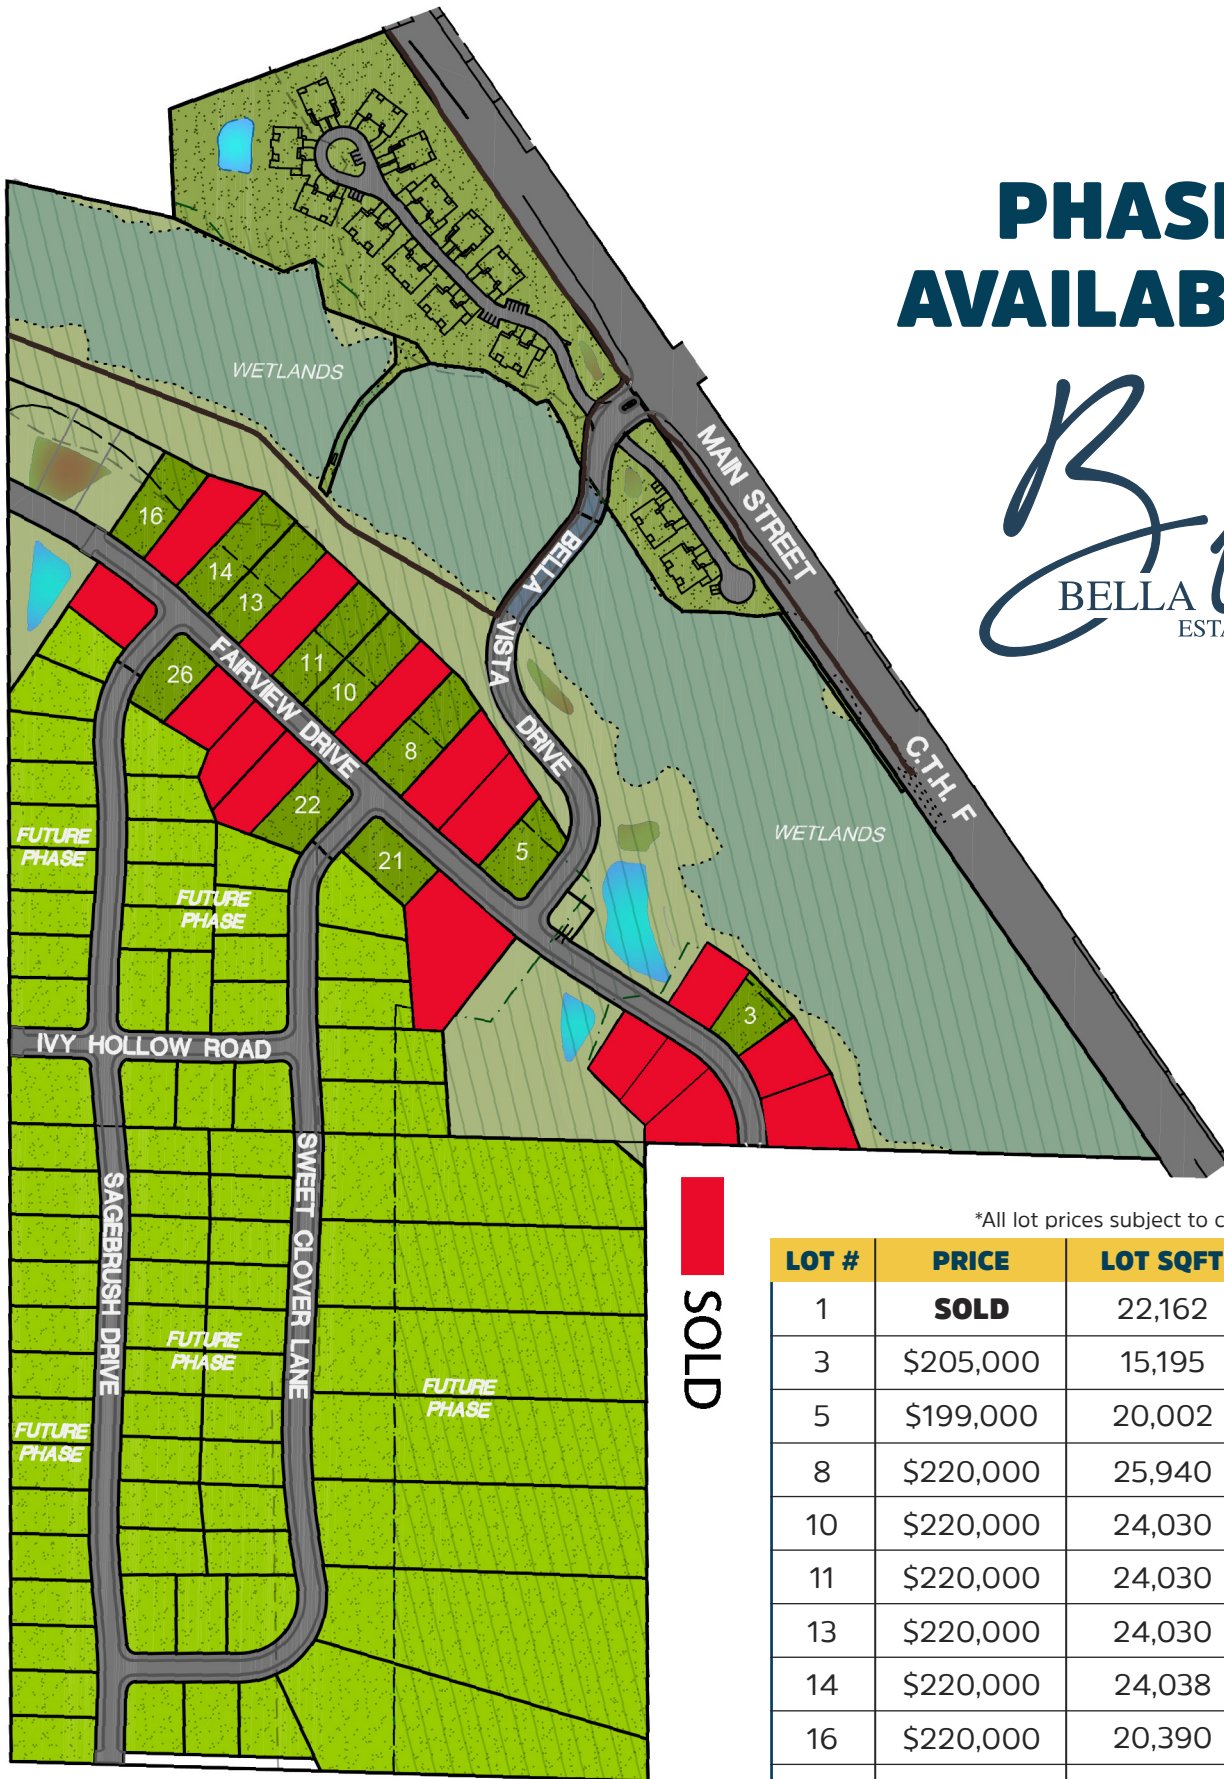 PHASE
AVAILAB
BELLA
ESTA
WETLANDS
MAIN STREET
C.T.H. F
BELLA VISTA DRIVE
16
14
13
11
10
8
5
26
22
21
3
FAIRVIEW DRIVE
WETLANDS
FUTURE
PHASE
FUTURE
PHASE
IVY HOLLOW ROAD
SAGEBRUSH DRIVE
SWEET CLOVER LANE
FUTURE
PHASE
FUTURE
PHASE
FUTURE
PHASE
SOLD
*All lot prices subject to c
LOT # PRICE LOT SQFT
1 SOLD 22,162
3 $205,000 15,195
5 $199,000 20,002
8 $220,000 25,940
10 $220,000 24,030
11 $220,000 24,030
13 $220,000 24,030
14 $220,000 24,038
16 $220,000 20,390